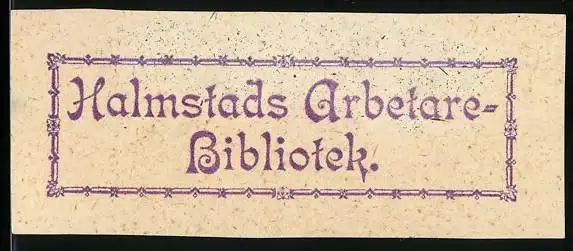 Halmstads Arbetare-
Bibliotek.